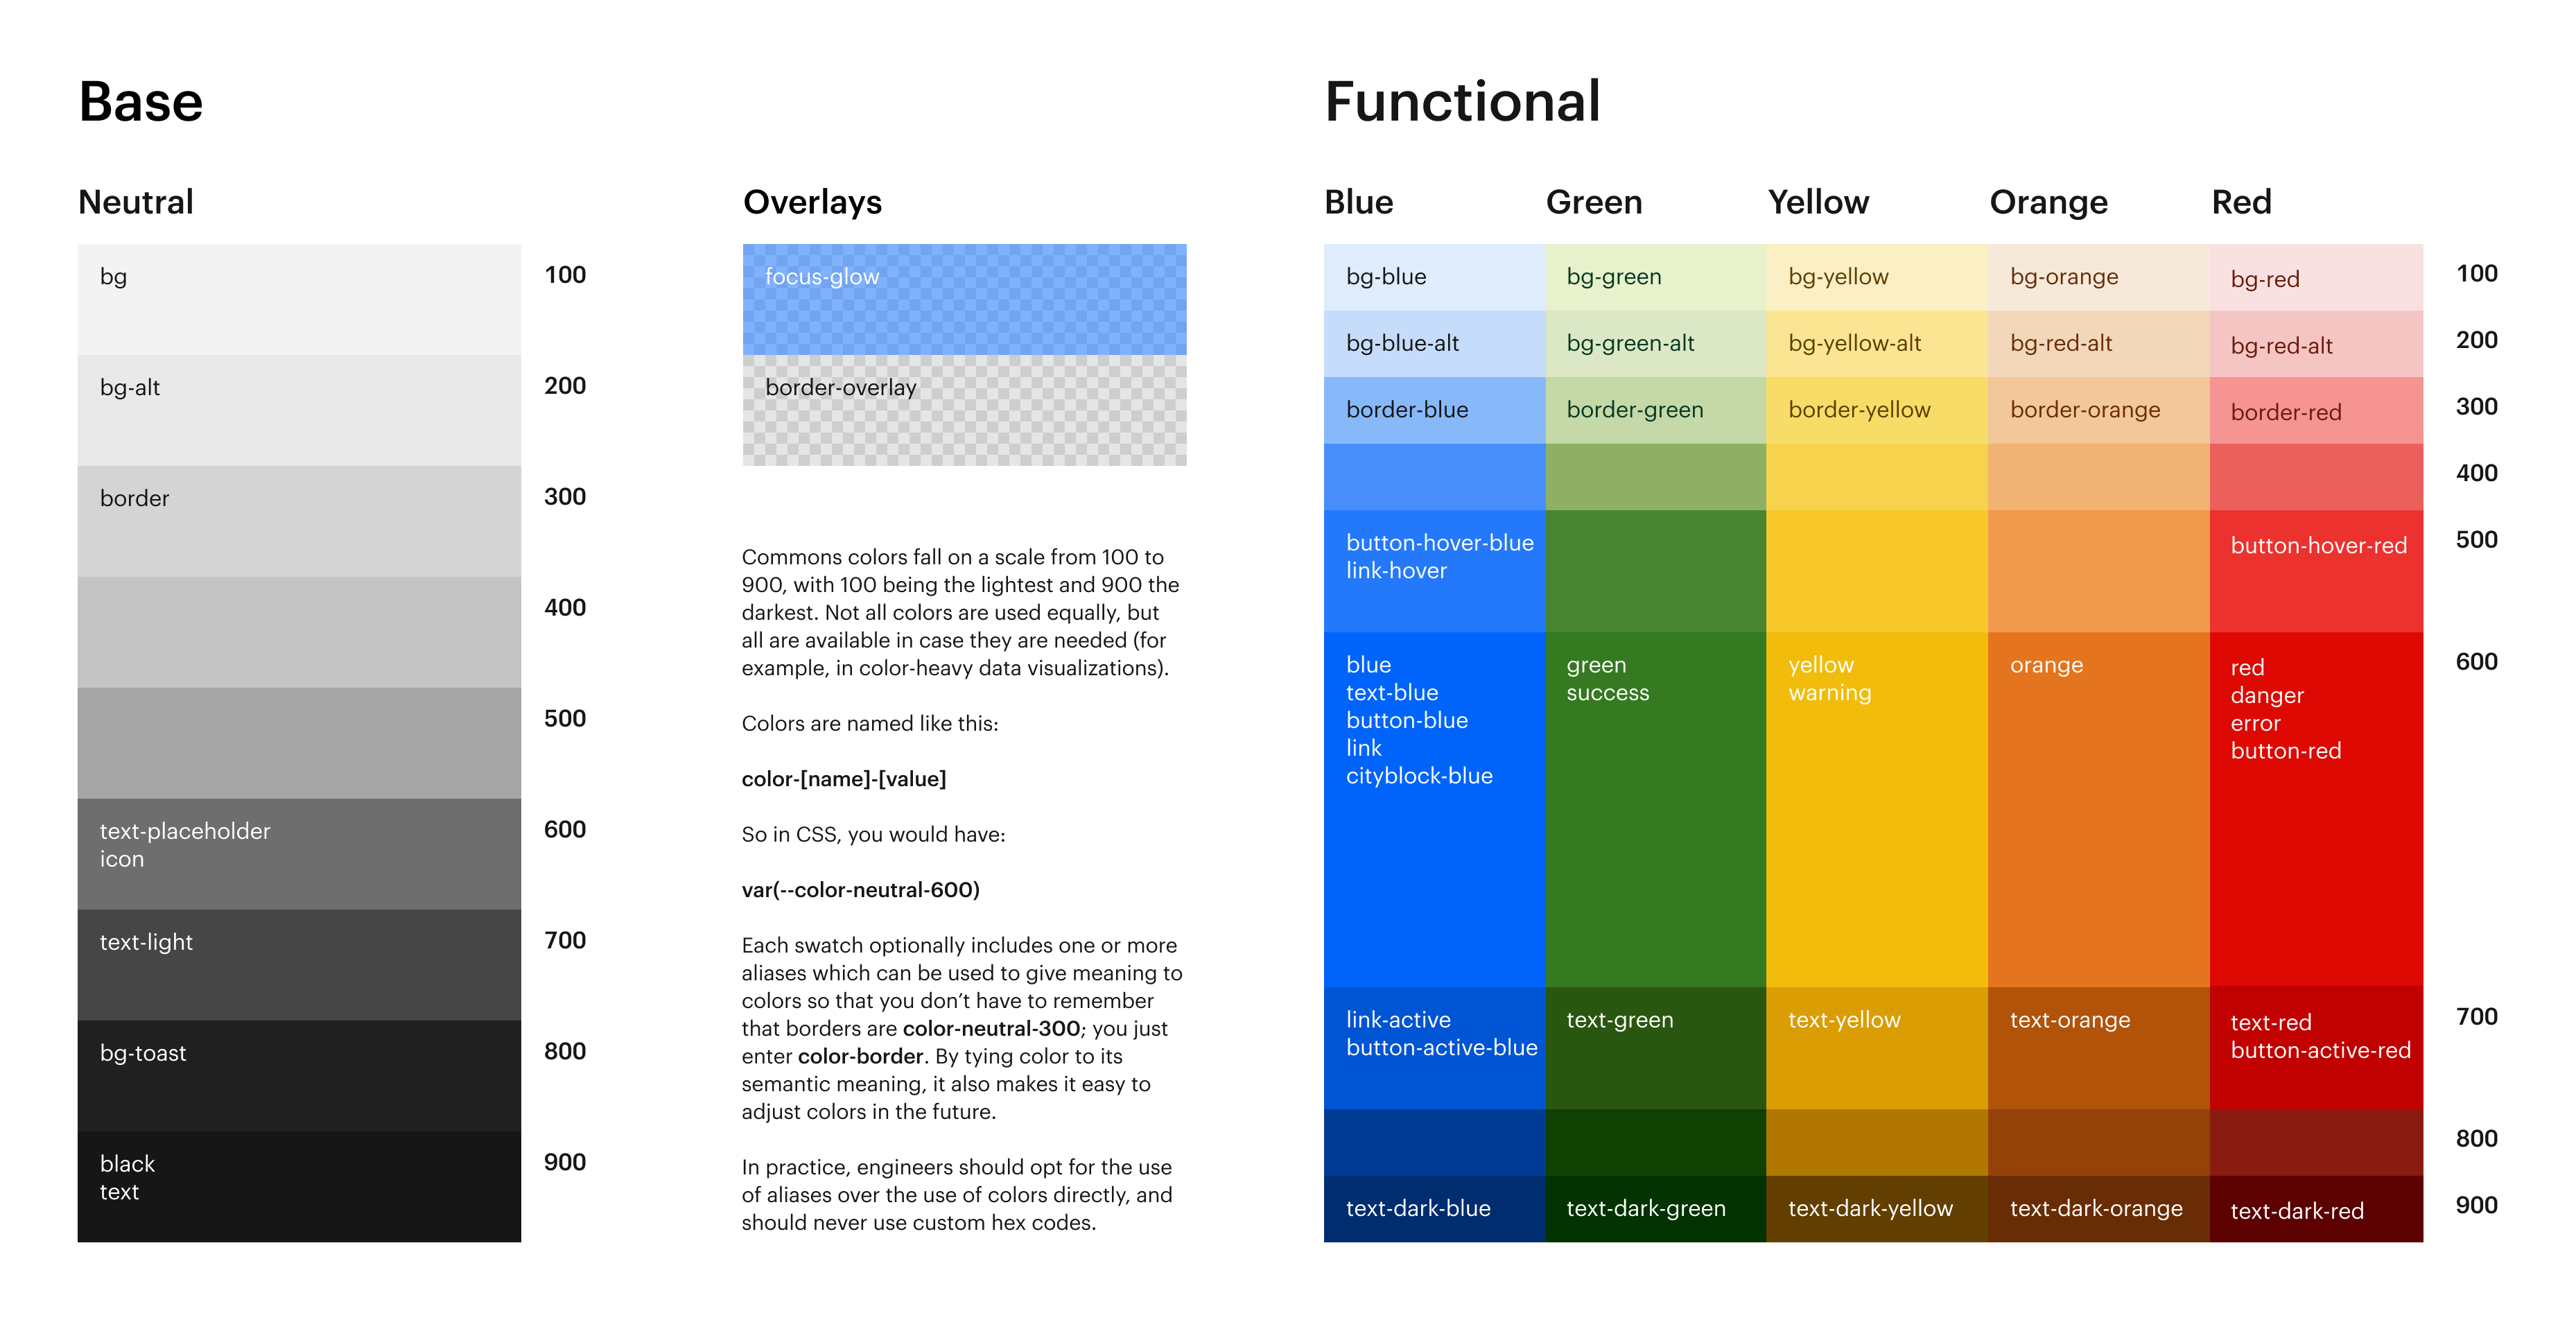 Base
Neutral
bg
100
bg-alt
200
border
300
400
500
text-placeholder
icon
600
text-light
700
bg-toast
800
black
text
900
Overlays
focus-glow
border-overlay
Commons colors fall on a scale from 100 to
900, with 100 being the lightest and 900 the
darkest. Not all colors are used equally, but
all are available in case they are needed (for
example, in color-heavy data visualizations).
Colors are named like this:
color-[name]-[value]
So in CSS, you would have:
var(--color-neutral-600)
Each swatch optionally includes one or more
aliases which can be used to give meaning to
colors so that you don’t have to remember
that borders are color-neutral-300; you just
enter color-border. By tying color to its
semantic meaning, it also makes it easy to
adjust colors in the future.
In practice, engineers should opt for the use
of aliases over the use of colors directly, and
should never use custom hex codes.
Functional
Blue Green Yellow Orange Red
bg-blue bg-green bg-yellow bg-orange bg-red 100
bg-blue-alt bg-green-alt bg-yellow-alt bg-red-alt bg-red-alt 200
border-blue border-green border-yellow border-orange border-red 300
400
button-hover-blue button-hover-red 500
link-hover
blue green yellow orange red 600
text-blue success warning danger
button-blue error
link button-red
cityblock-blue
link-active text-green text-yellow text-orange text-red 700
button-active-blue button-active-red
800
text-dark-blue text-dark-green text-dark-yellow text-dark-orange text-dark-red 900